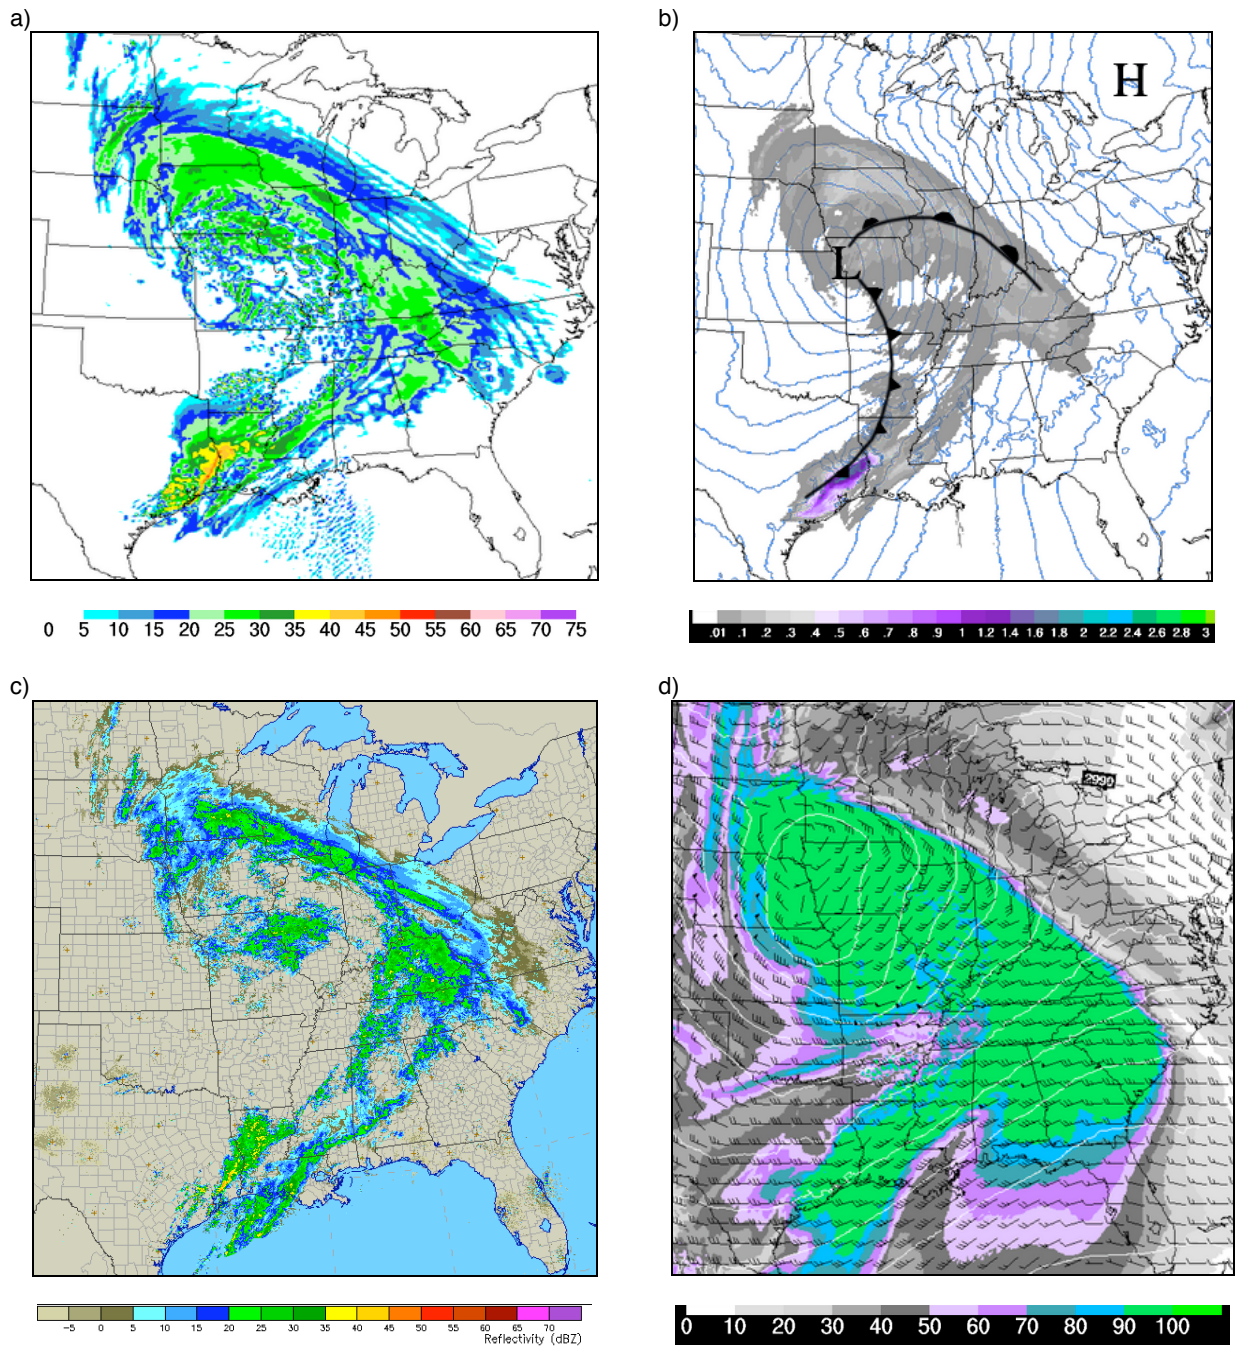 a)
b)
H
L
0 5 10 15 20 25 30 35 40 45 50 55 60 65 70 75
.01 .1 .2 .3 .4 .5 .6 .7 .8 .9 1 1.2 1.4 1.6 1.8 2 2.2 2.4 2.6 2.8 3
c)
d)
2990
-5 0 5 10 15 20 25 30 35 40 45 50 55 60 65 70
Reflectivity (dBZ)
0 10 20 30 40 50 60 70 80 90 100